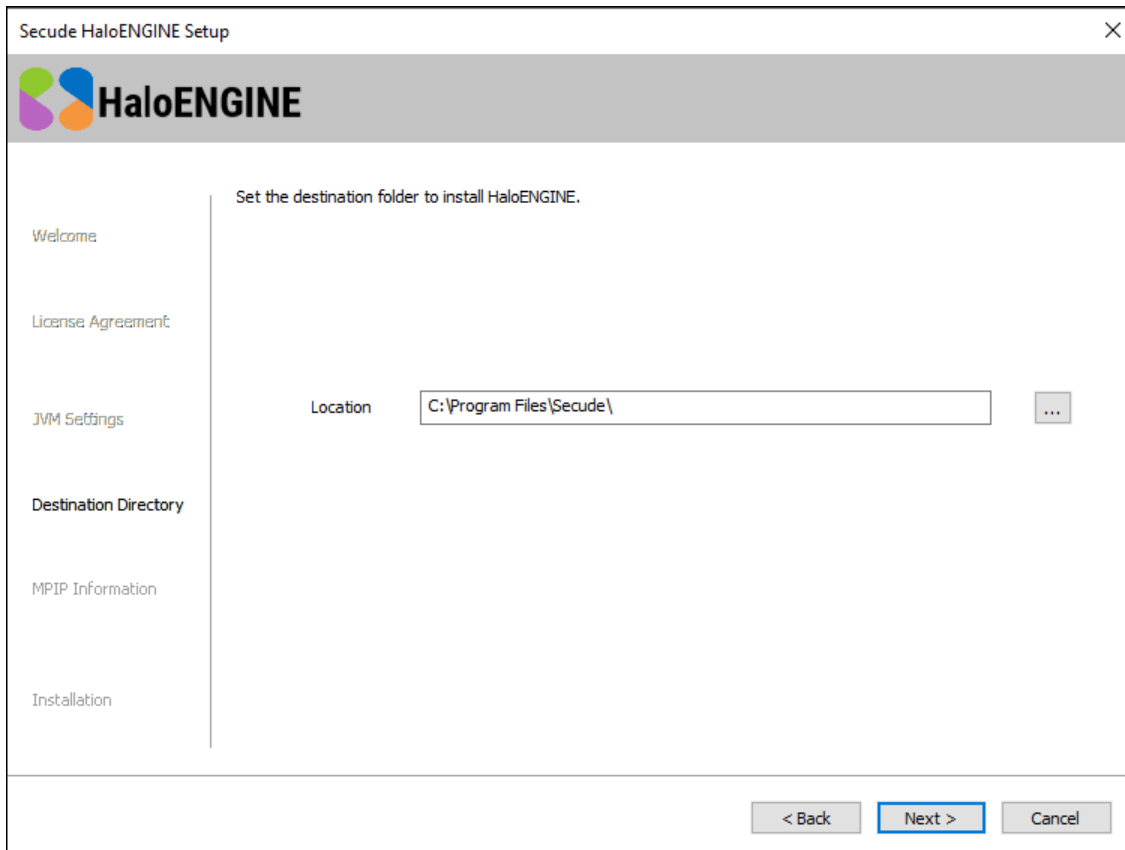 Secude HaloENGINE Setup
HaloENGINE
Set the destination folder to install HaloENGINE.
Welcome
License Agreement
JVM Settings
Destination Directory
MPIP Information
Installation
Location
C:\Program Files\Secude\
...
< Back
Next >
Cancel